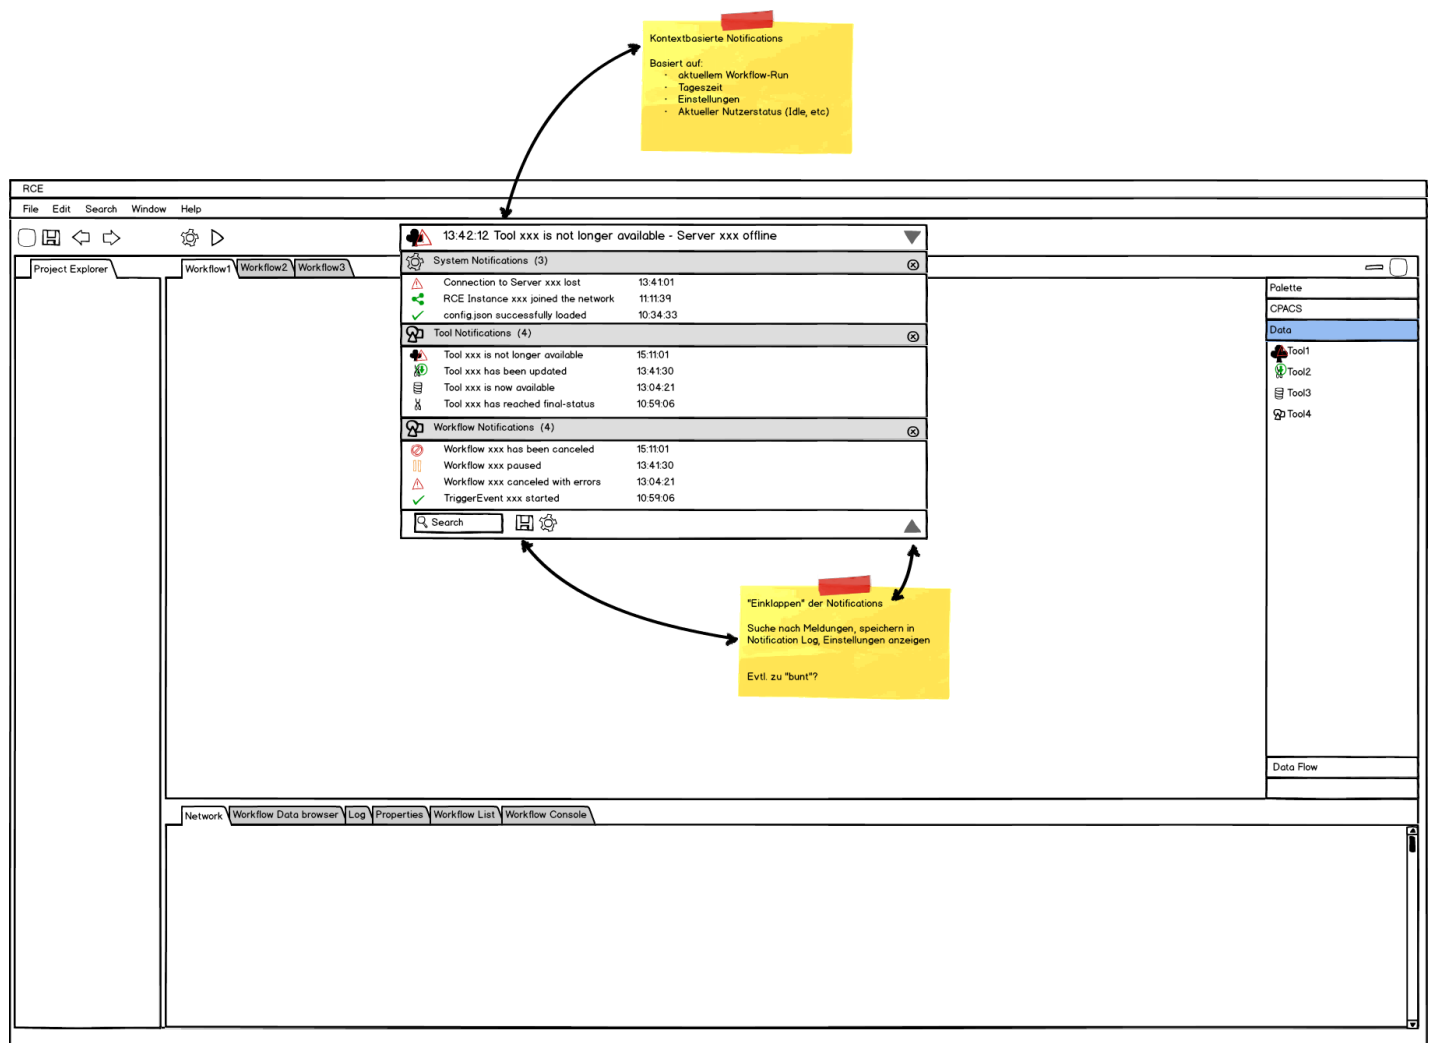 Kontextbasierte Notifications
Basiert auf:
· aktuellem Workflow-Run
· Tageszeit
· Einstellungen
· Aktueller Nutzerstatus (Idle, etc)
RCE
File Edit Search Window Help
13:42:12 Tool xxx is not longer available - Server xxx offline
System Notifications (3)
Connection to Server xxx lost 13:41:01
RCE Instance xxx joined the network 11:11:39
config.json successfully loaded 10:34:33
Tool Notifications (4)
Tool xxx is not longer available 15:11:01
Tool xxx has been updated 13:41:30
Tool xxx is now available 13:04:21
Tool xxx has reached final-status 10:59:06
Workflow Notifications (4)
Workflow xxx has been canceled 15:11:01
Workflow xxx paused 13:41:30
Workflow xxx canceled with errors 13:04:21
TriggerEvent xxx started 10:59:06
Search
Project Explorer
Workflow1 Workflow2 Workflow3
Palette
CPACS
Data
Tool1
Tool2
Tool3
Tool4
Data Flow
"Einklappen" der Notifications
Suche nach Meldungen, speichern in
Notification Log, Einstellungen anzeigen
Evtl. zu "bunt"?
Network Workflow Data browser Log Properties Workflow List Workflow Console